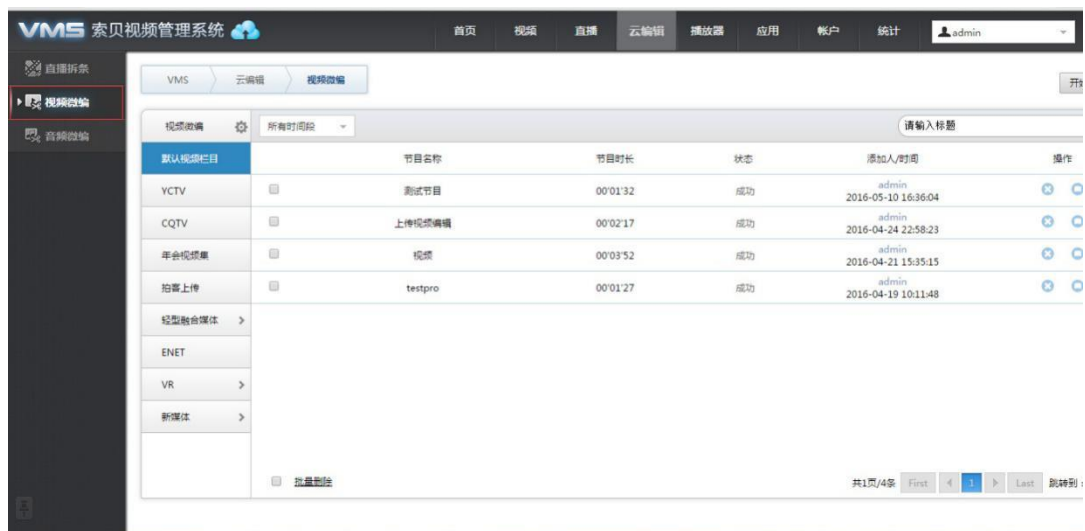 VMS 索贝视频管理系统
首页 视频 直播 云编辑 播放器 应用 帐户 统计 admin
直播拆条
视频微编
音频微编
VMS 云编辑 视频微编
视频微编 所有时间段 请输入标题
默认视频栏目 节目名称 节目时长 状态 添加人/时间 操作
YCTV 测试节目 00'01'32 成功 admin
2016-05-10 16:36:04
CQTV 上传视频编辑 00'02'17 成功 admin
2016-04-24 22:58:23
年会视频集 视频 00'03'52 成功 admin
2016-04-21 15:35:15
拍客上传 testpro 00'01'27 成功 admin
2016-04-19 10:11:48
轻型融合媒体
ENET
VR
新媒体
批量删除 共1页/4条 First 1 Last 跳转到：